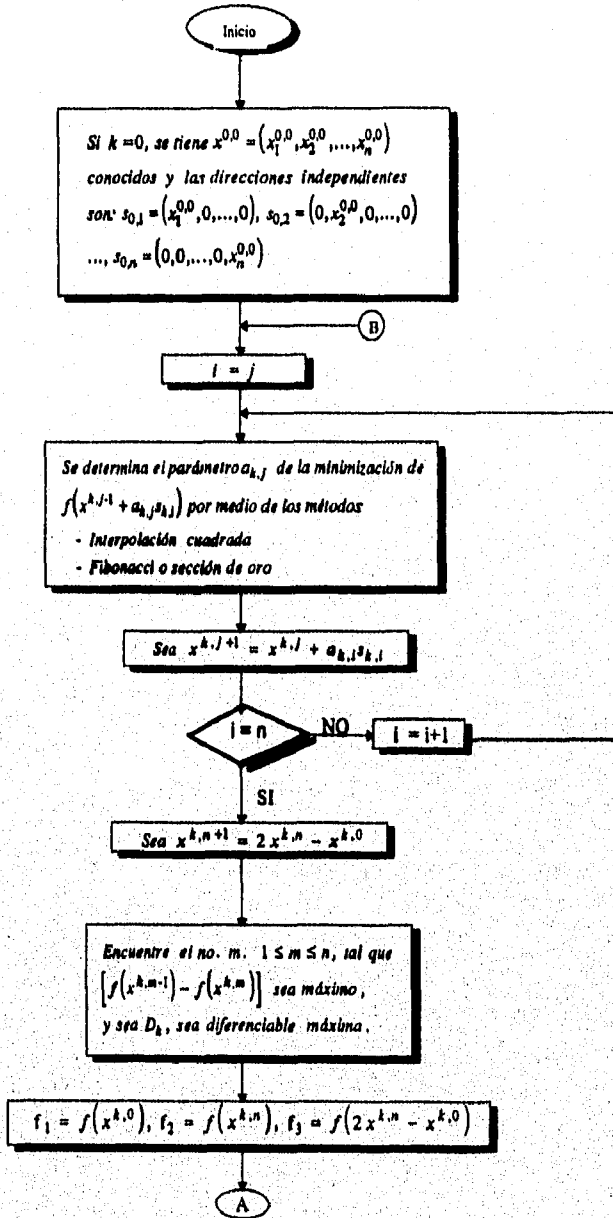 Inicio
Si k = 0, se tiene x^{0,0} = (x_1^{0,0}, x_2^{0,0}, ..., x_n^{0,0})
conocidos y las direcciones independientes
son: s_{0,1} = (x_1^{0,0}, 0, ..., 0), s_{0,2} = (0, x_2^{0,0}, 0, ..., 0)
..., s_{0,n} = (0, 0, ..., 0, x_n^{0,0})
B
i = j
Se determina el parámetro a_{k,j} de la minimización de
f(x^{k,j-1} + a_{k,j} s_{k,i}) por medio de los métodos
- Interpolación cuadrada
- Fibonacci o sección de oro
Sea x^{k,j+1} = x^{k,j} + a_{k,i} s_{k,i}
i = n
NO
i = i+1
SI
Sea x^{k,n+1} = 2 x^{k,n} - x^{k,0}
Encuentre el no. m. 1 ≤ m ≤ n, tal que
[f(x^{k,m-1}) - f(x^{k,m})] sea máximo,
y sea D_k, sea diferenciable máxima.
f_1 = f(x^{k,0}), f_2 = f(x^{k,n}), f_3 = f(2 x^{k,n} - x^{k,0})
A